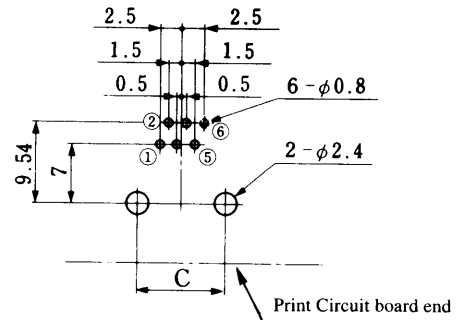 2.5 2.5
1.5 1.5
0.5 0.5
6-ϕ0.8
② ⑥
① ⑤
2-ϕ2.4
9.54
7
C
Print Circuit board end